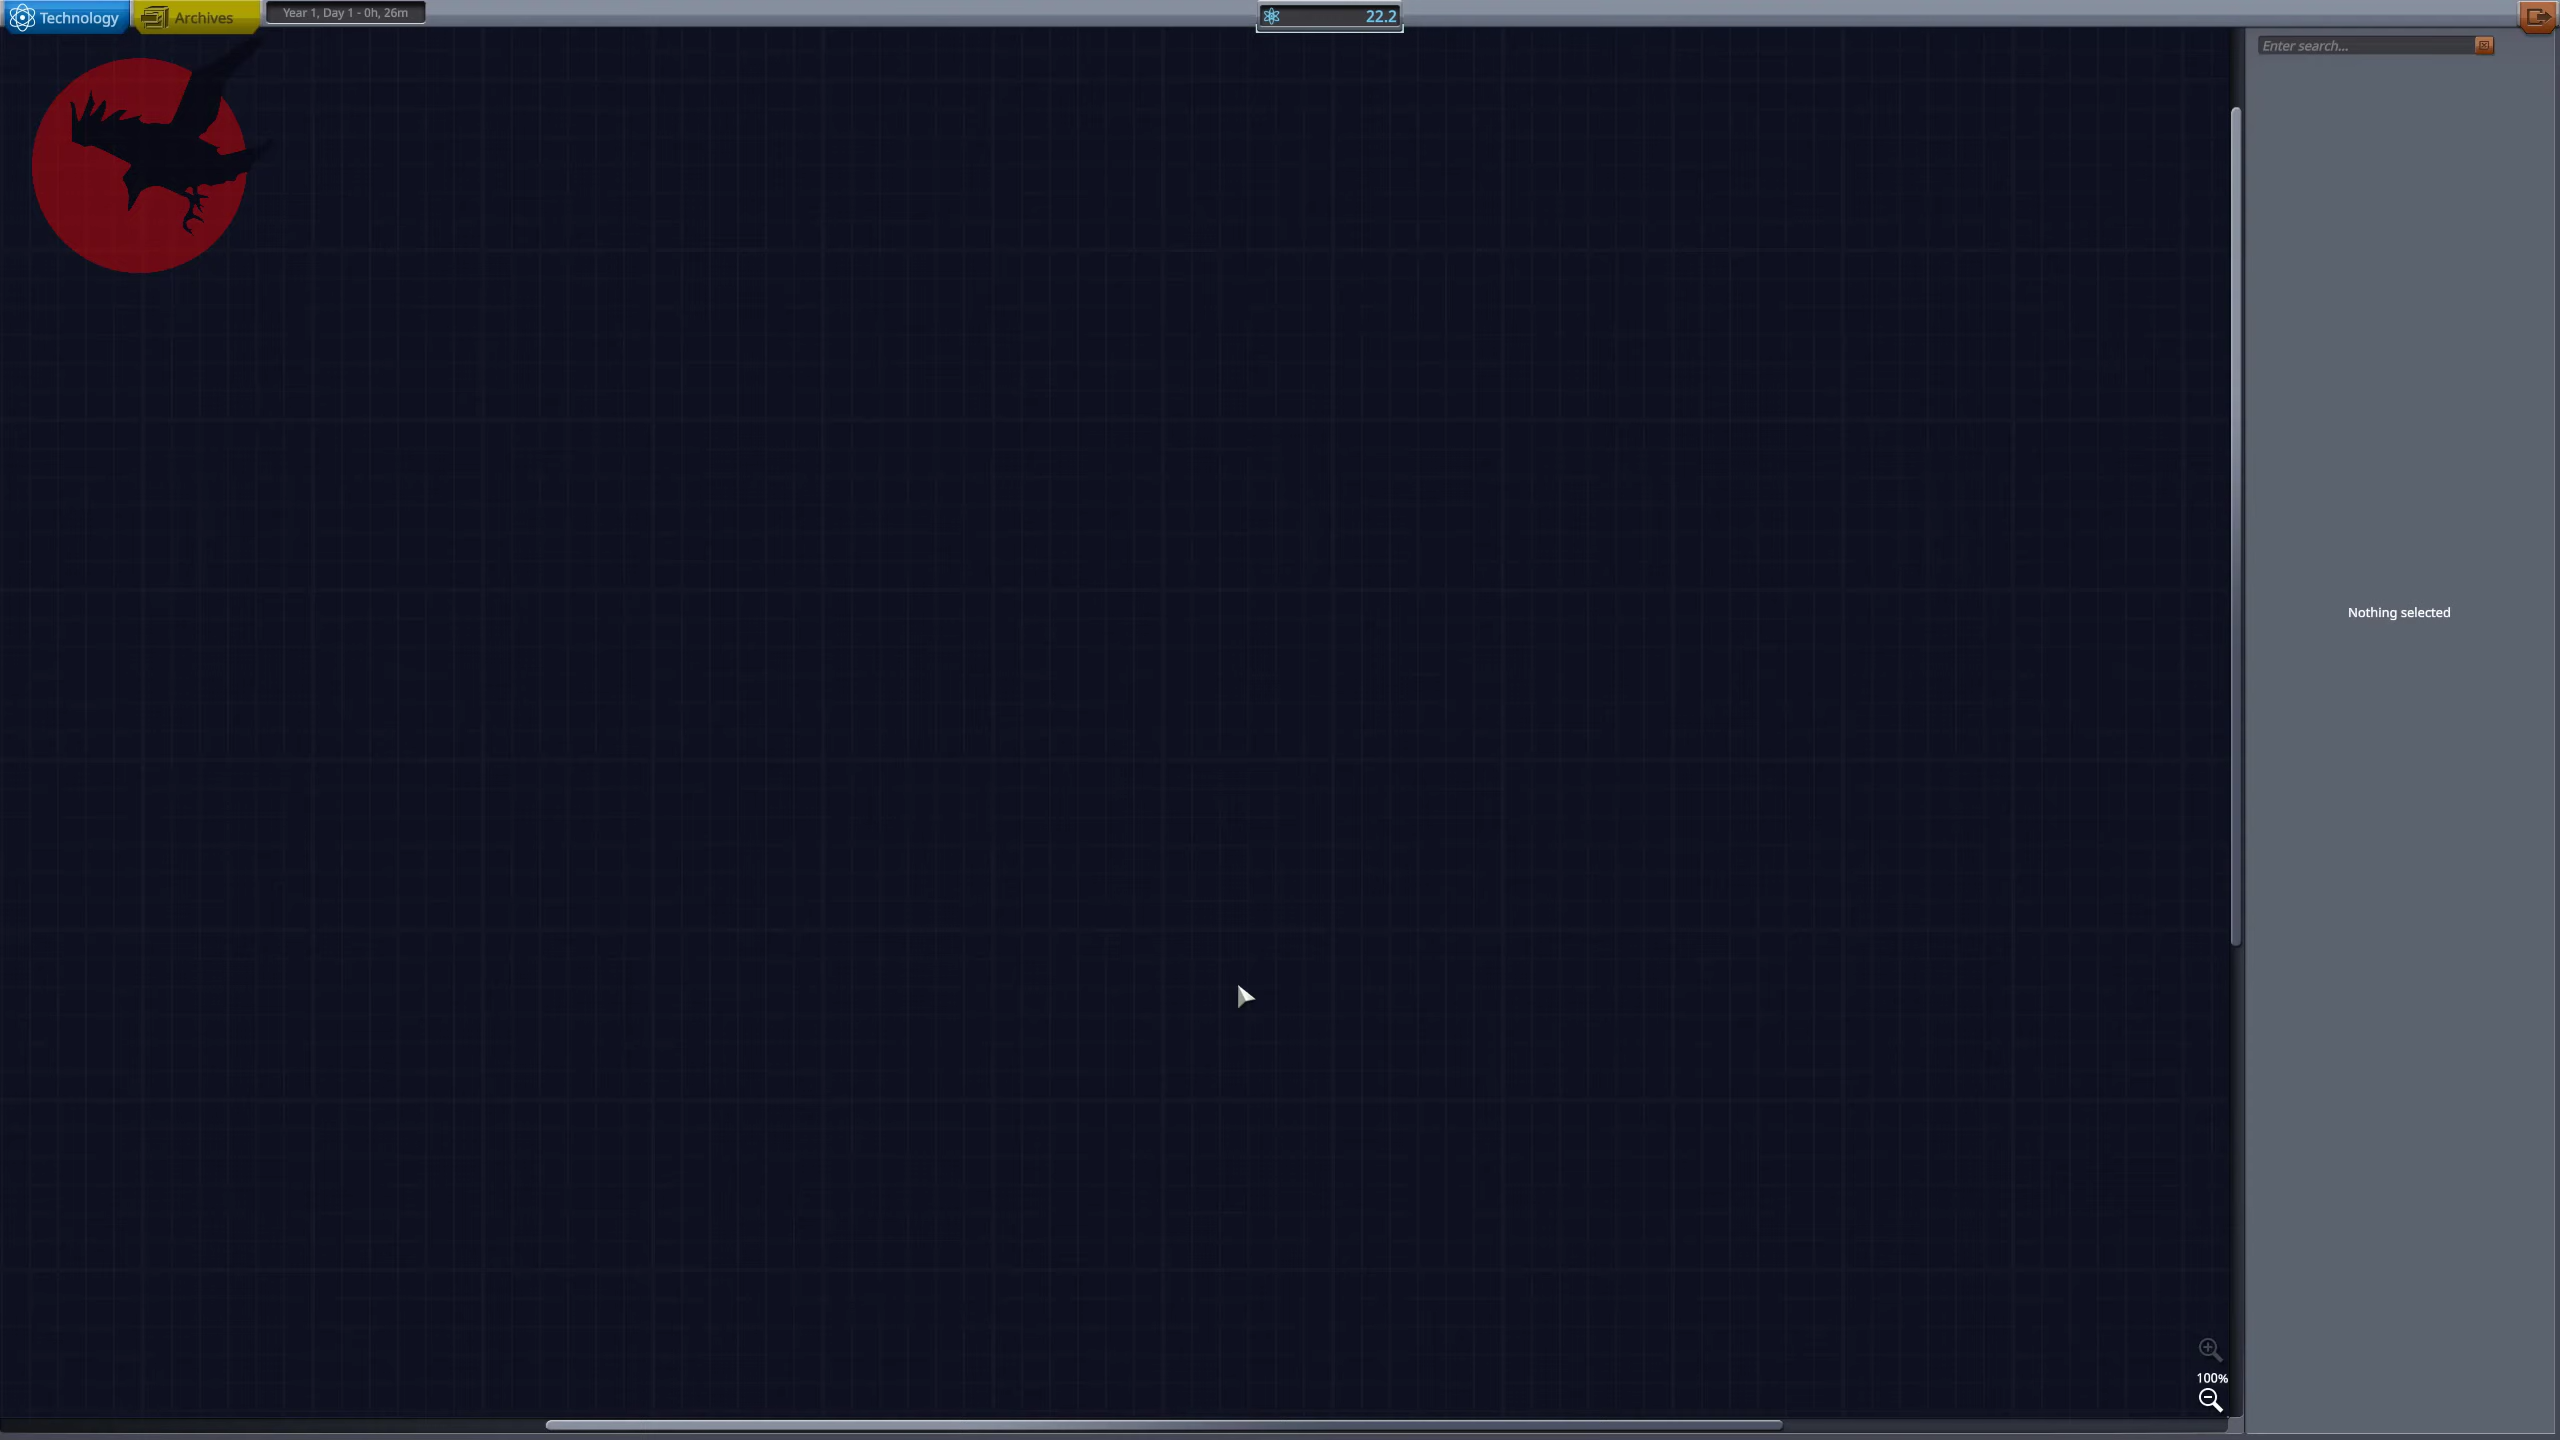 Technology
Archives
Year 1, Day 1 - 0h, 26m
22.2
Enter search...
Nothing selected
100%